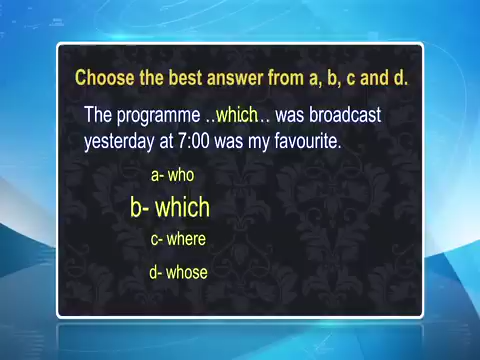 Choose the best answer from a, b, c and d.
The programme ..which.. was broadcast
yesterday at 7:00 was my favourite.
a- who
b- which
c- where
d- whose